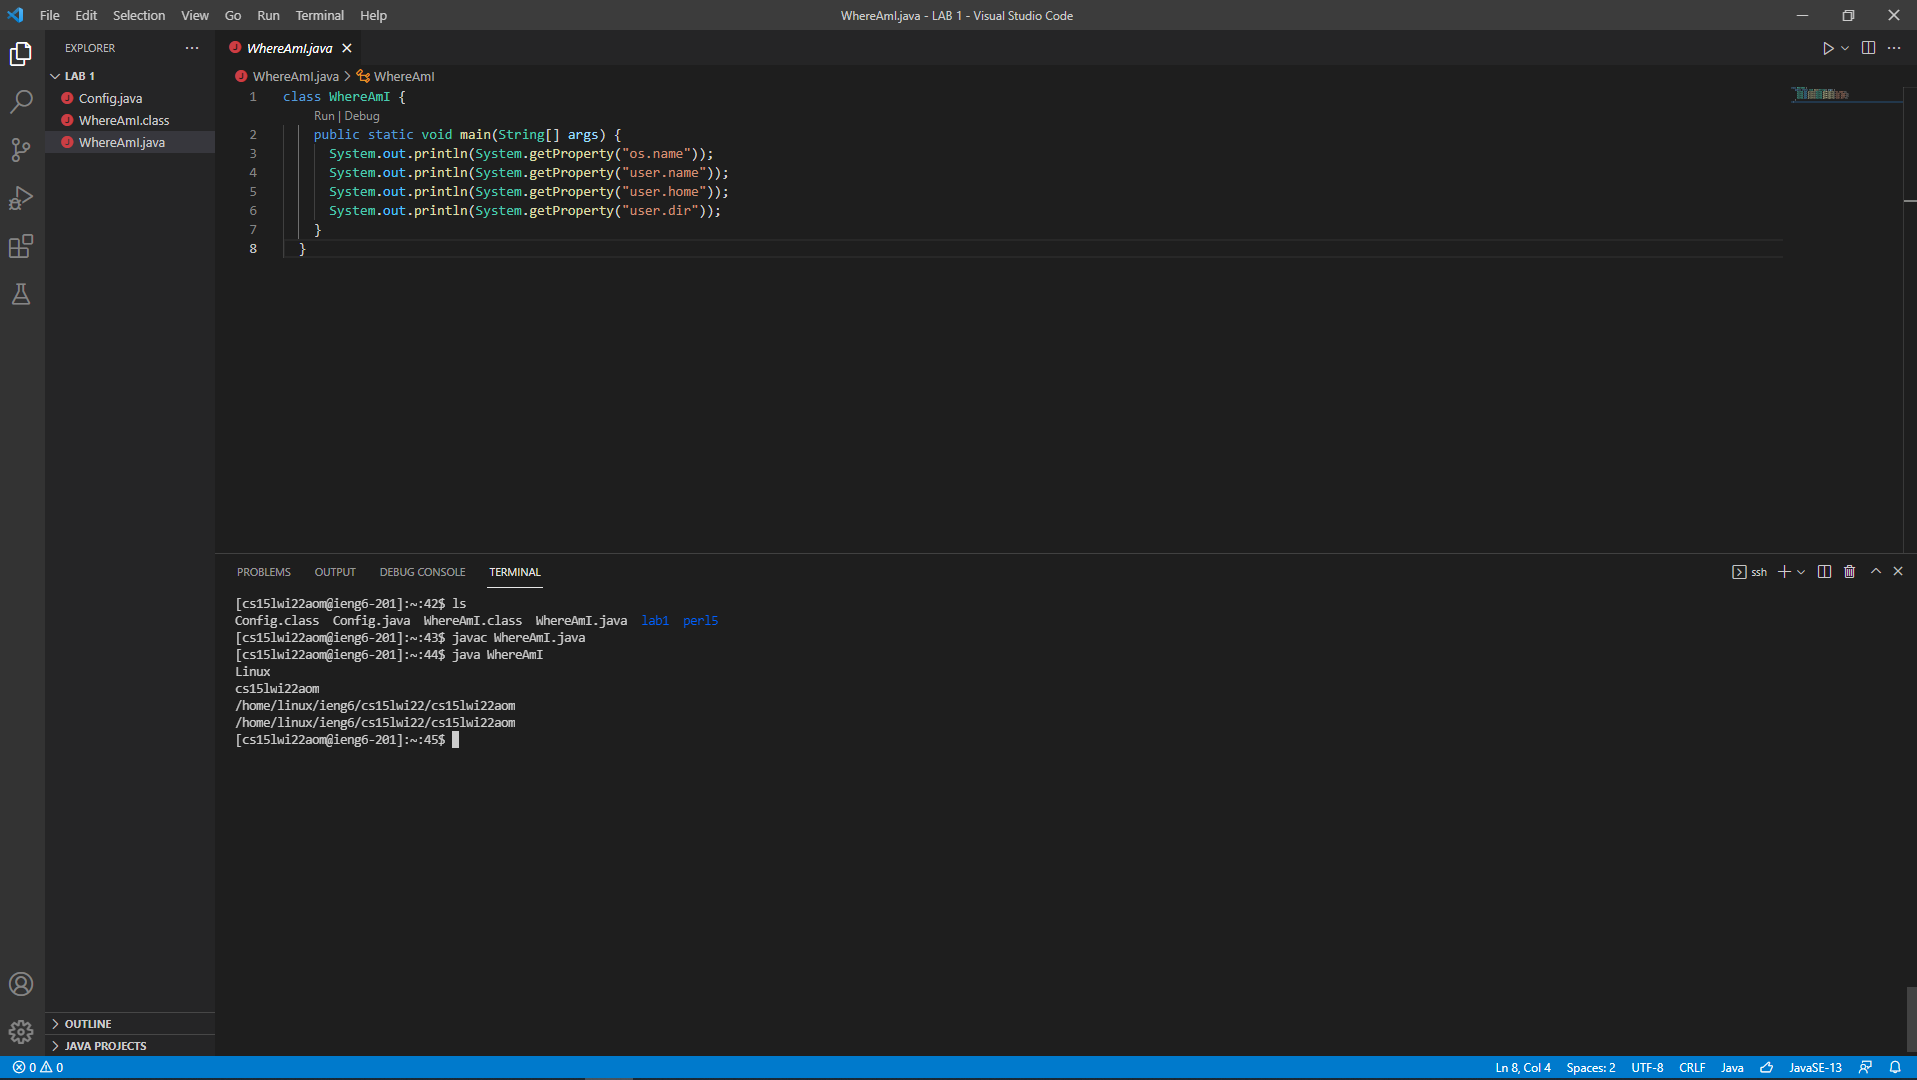 File Edit Selection View Go Run Terminal Help
WhereAmI.java - LAB 1 - Visual Studio Code
EXPLORER
LAB 1
Config.java
WhereAmI.class
WhereAmI.java
WhereAmI.java
WhereAmI.java > WhereAmI
1 class WhereAmI {
Run | Debug
2 public static void main(String[] args) {
3 System.out.println(System.getProperty("os.name"));
4 System.out.println(System.getProperty("user.name"));
5 System.out.println(System.getProperty("user.home"));
6 System.out.println(System.getProperty("user.dir"));
7 }
8 }
PROBLEMS OUTPUT DEBUG CONSOLE TERMINAL
ssh
[cs15lwi22aom@ieng6-201]:~:42$ ls
Config.class Config.java WhereAmI.class WhereAmI.java lab1 perl5
[cs15lwi22aom@ieng6-201]:~:43$ javac WhereAmI.java
[cs15lwi22aom@ieng6-201]:~:44$ java WhereAmI
Linux
cs15lwi22aom
/home/linux/ieng6/cs15lwi22/cs15lwi22aom
/home/linux/ieng6/cs15lwi22/cs15lwi22aom
[cs15lwi22aom@ieng6-201]:~:45$
OUTLINE
JAVA PROJECTS
0 0
Ln 8, Col 4 Spaces: 2 UTF-8 CRLF Java JavaSE-13